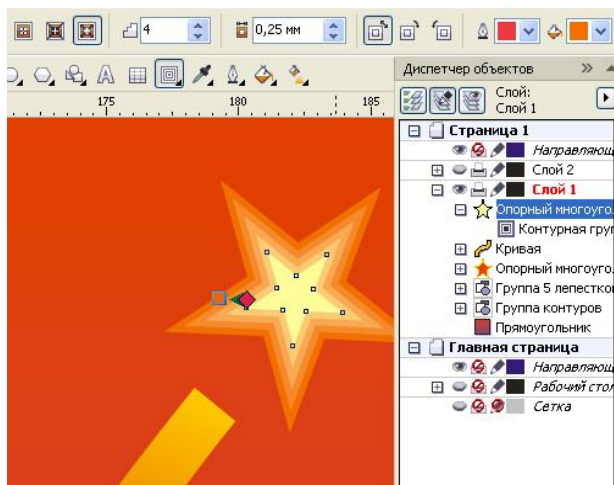 4
0,25 мм
Диспетчер объектов
Слой:
Слой 1
175
180
185
Страница 1
Направляющ
Слой 2
Слой 1
Опорный многоуго.
Контурная груп
Кривая
Опорный многоуго.
Группа 5 лепестков
Группа контуров
Прямоугольник
Главная страница
Направляющ
Рабочий стол
Сетка